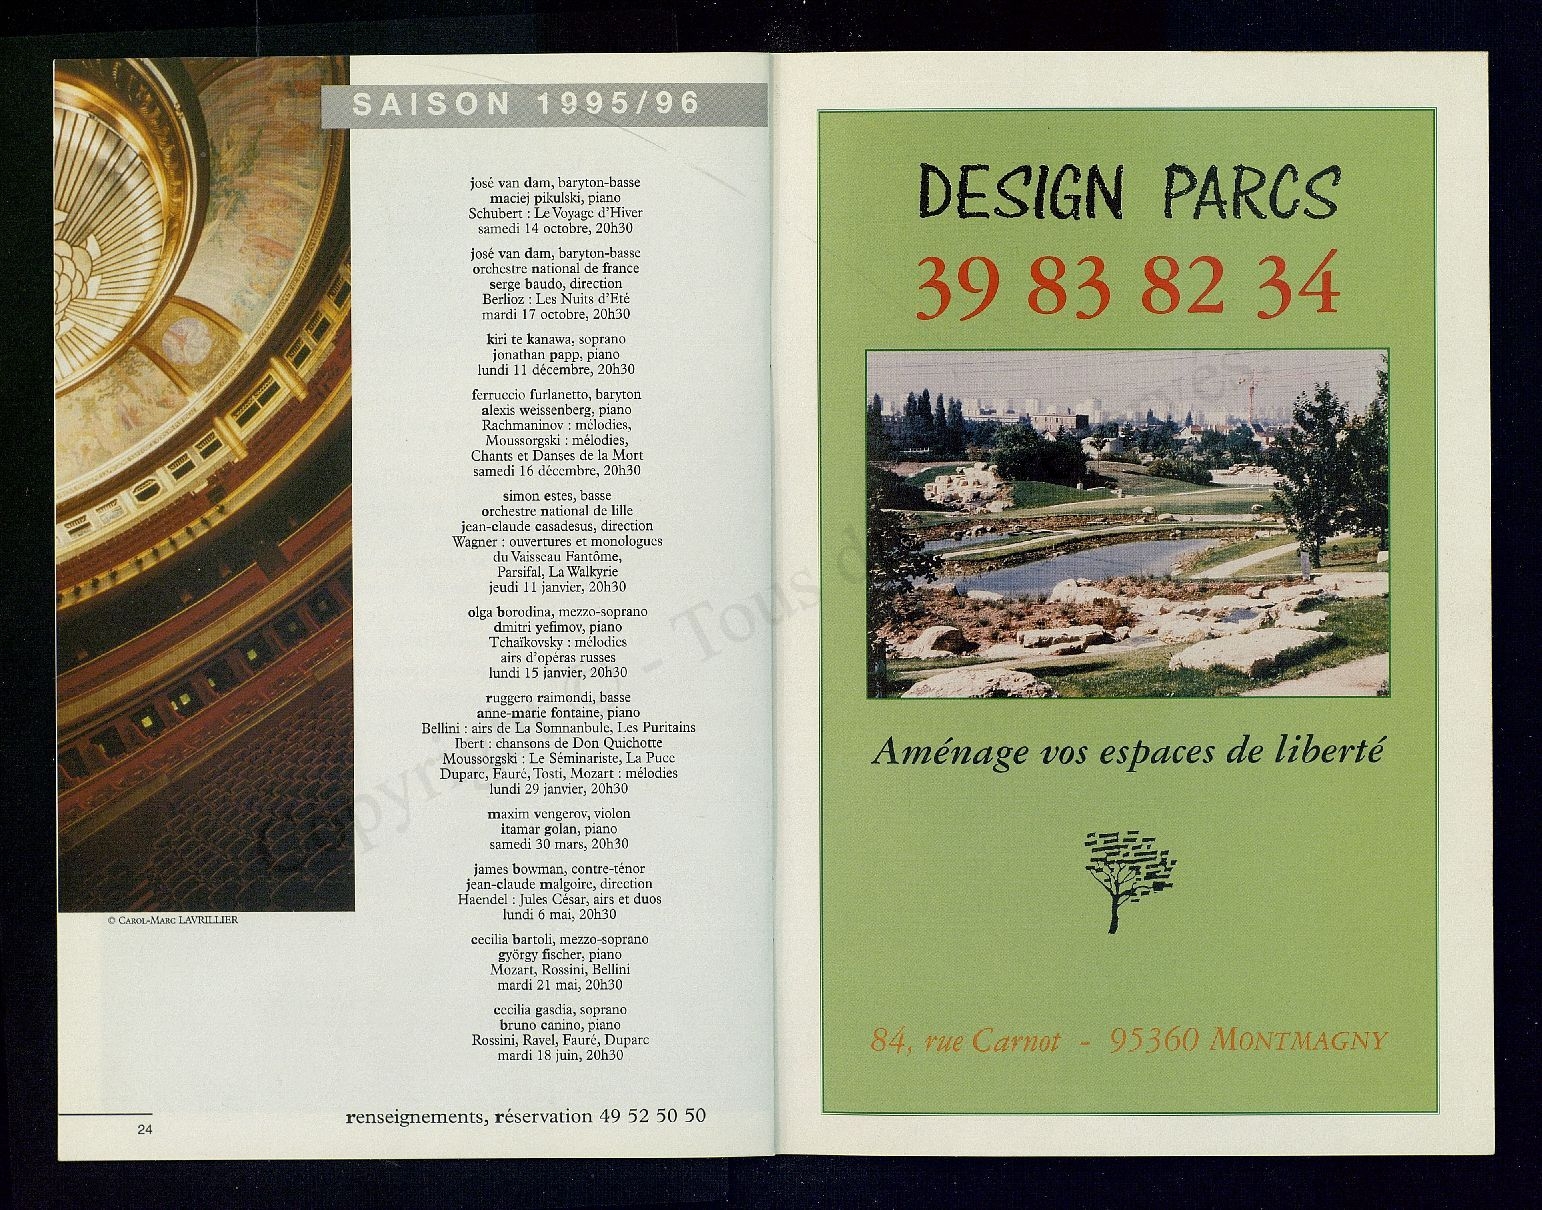 SAISON 1995/96
josé van dam, baryton-basse
maciej pikulski, piano
Schubert : Le Voyage d'Hiver
samedi 14 octobre, 20h30
josé van dam, baryton-basse
orchestre national de france
serge baudo, direction
Berlioz : Les Nuits d'Eté
mardi 17 octobre, 20h30
kiri te kanawa, soprano
jonathan papp, piano
lundi 11 décembre, 20h30
ferruccio furlanetto, baryton
alexis weissenberg, piano
Rachmaninov : mélodies,
Moussorgski : mélodies,
Chants et Danses de la Mort
samedi 16 décembre, 20h30
simon estes, basse
orchestre national de lille
jean-claude casadesus, direction
Wagner : ouvertures et monologues
du Vaisseau Fantôme,
Parsifal, La Walkyrie
jeudi 11 janvier, 20h30
olga borodina, mezzo-soprano
dmitri yefimov, piano
Tchaïkovsky : mélodies
airs d'opéras russes
lundi 15 janvier, 20h30
ruggero raimondi, basse
anne-marie fontaine, piano
Bellini : airs de La Somnanbule, Les Puritains
Ibert : chansons de Don Quichotte
Moussorgski : Le Séminariste, La Puce
Duparc, Fauré, Tosti, Mozart : mélodies
lundi 29 janvier, 20h30
maxim vengerov, violon
itamar golan, piano
samedi 30 mars, 20h30
james bowman, contre-ténor
jean-claude malgoire, direction
Haendel : Jules César, airs et duos
lundi 6 mai, 20h30
cecilia bartoli, mezzo-soprano
györgy fischer, piano
Mozart, Rossini, Bellini
mardi 21 mai, 20h30
cecilia gasdia, soprano
bruno canino, piano
Rossini, Ravel, Fauré, Duparc
mardi 18 juin, 20h30
© CAROL-MARC LAVRILLIER
renseignements, réservation 49 52 50 50
24
DESIGN PARCS
39 83 82 34
Aménage vos espaces de liberté
84, rue Carnot - 95360 MONTMAGNY